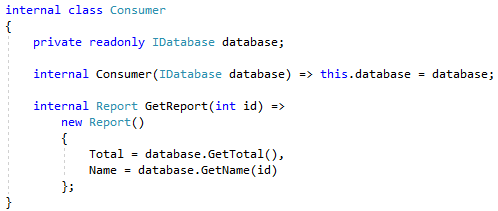 internal class Consumer
{
    private readonly IDatabase database;

    internal Consumer(IDatabase database) => this.database = database;

    internal Report GetReport(int id) =>
        new Report()
        {
            Total = database.GetTotal(),
            Name = database.GetName(id)
        };
}